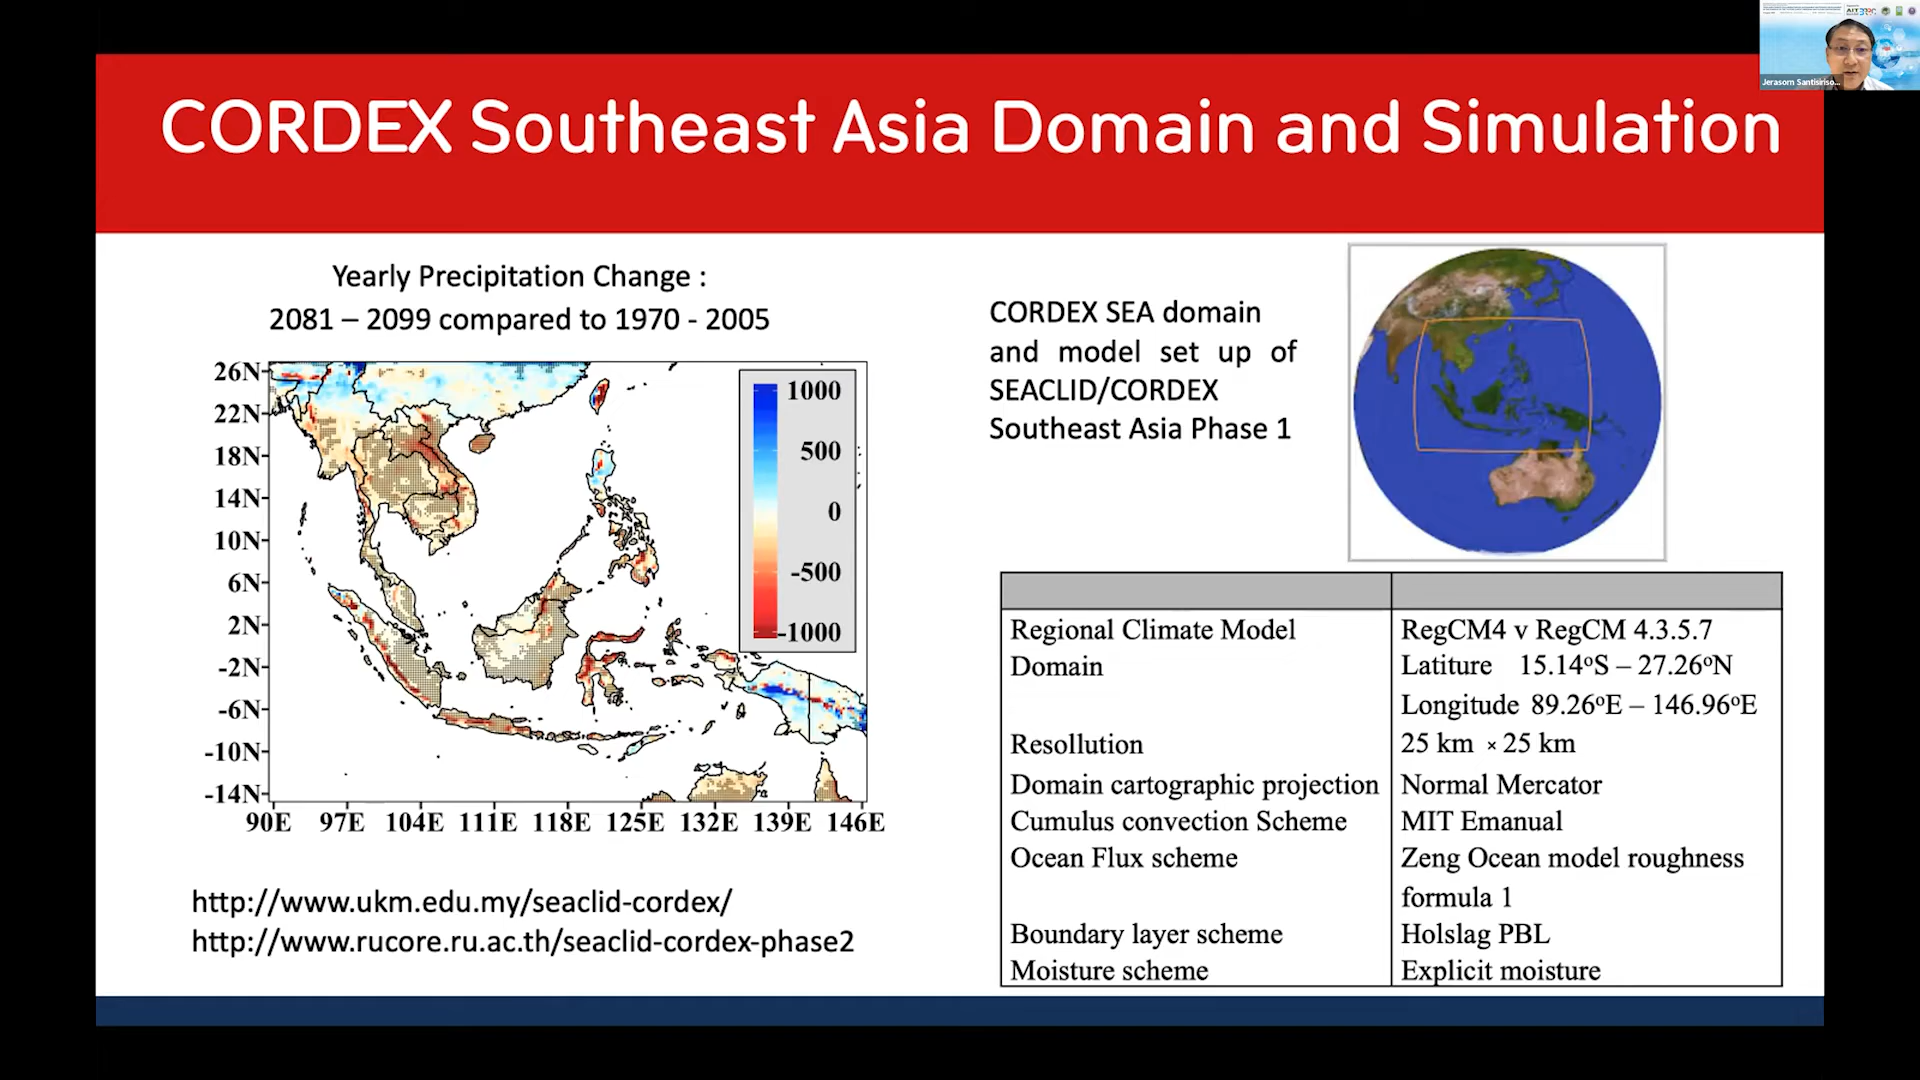 CORDEX Southeast Asia Domain and Simulation
Jerasorn Santisiriso...
Yearly Precipitation Change :
2081 – 2099 compared to 1970 - 2005
26N
22N
18N
14N
10N
6N
2N
-2N
-6N
-10N
-14N
90E 97E 104E 111E 118E 125E 132E 139E 146E
1000
500
0
-500
-1000
http://www.ukm.edu.my/seaclid-cordex/
http://www.rucore.ru.ac.th/seaclid-cordex-phase2
CORDEX SEA domain
and model set up of
SEACLID/CORDEX
Southeast Asia Phase 1
Regional Climate Model RegCM4 v RegCM 4.3.5.7
Domain Latiture 15.14°S – 27.26°N
Longitude 89.26°E – 146.96°E
Resollution 25 km × 25 km
Domain cartographic projection Normal Mercator
Cumulus convection Scheme MIT Emanual
Ocean Flux scheme Zeng Ocean model roughness
formula 1
Boundary layer scheme Holslag PBL
Moisture scheme Explicit moisture